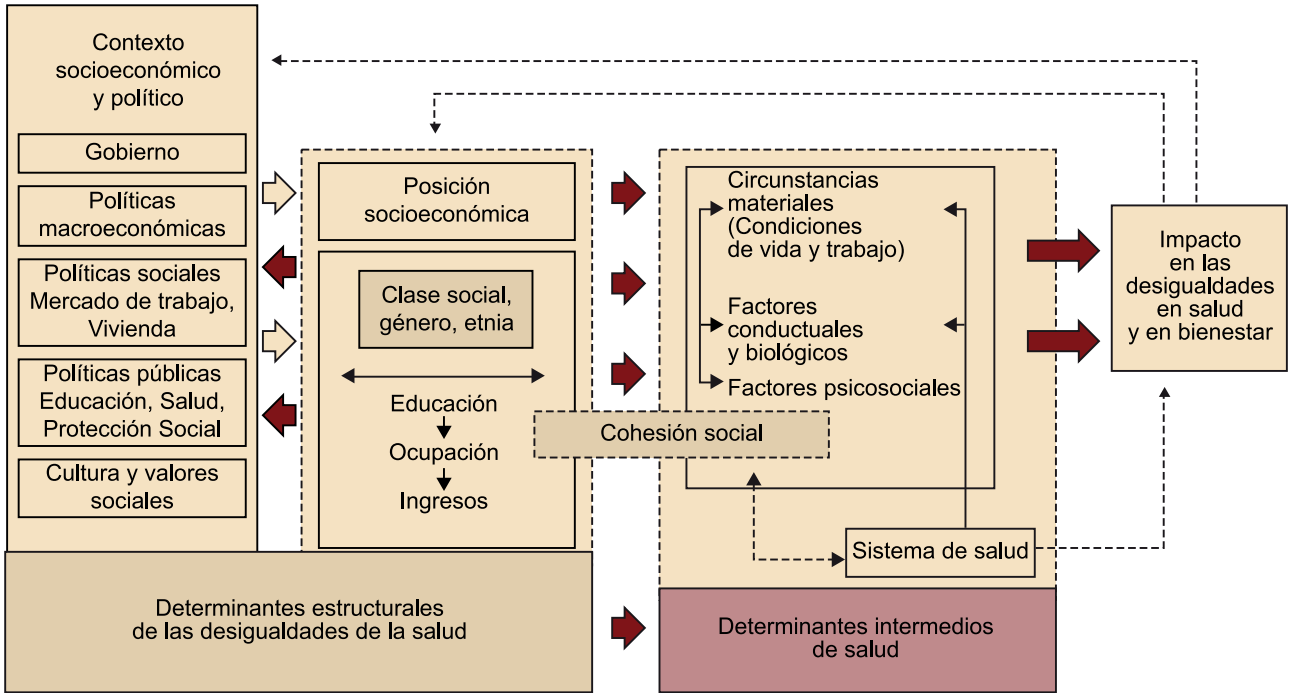 Contexto
socioeconómico
y político
Gobierno
Políticas
macroeconómicas
Políticas sociales
Mercado de trabajo,
Vivienda
Políticas públicas
Educación, Salud,
Protección Social
Cultura y valores
sociales
Posición
socioeconómica
Clase social,
género, etnia
Educación
Ocupación
Ingresos
Cohesión social
Circunstancias
materiales
(Condiciones
de vida y trabajo)
Factores
conductuales
y biológicos
Factores psicosociales
Sistema de salud
Impacto
en las
desigualdades
en salud
y en bienestar
Determinantes estructurales
de las desigualdades de la salud
Determinantes intermedios
de salud